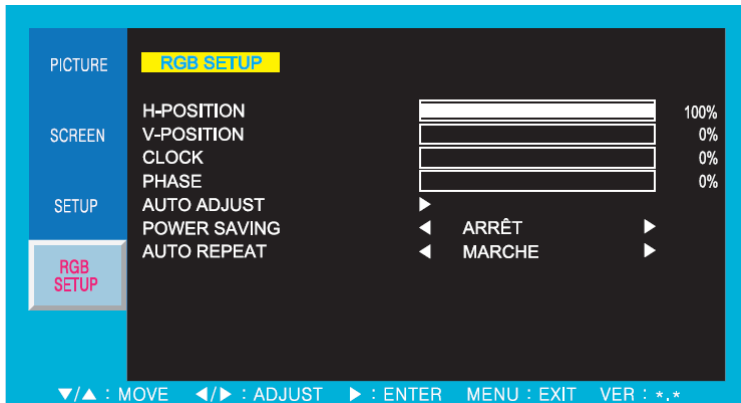 PICTURE
SCREEN
SETUP
RGB
SETUP
RGB SETUP
H-POSITION 100%
V-POSITION 0%
CLOCK 0%
PHASE 0%
AUTO ADJUST ▶
POWER SAVING ◀ ARRÊT ▶
AUTO REPEAT ◀ MARCHE ▶
▼/▲ : MOVE ◀/▶ : ADJUST ▶ : ENTER MENU : EXIT VER : *.*